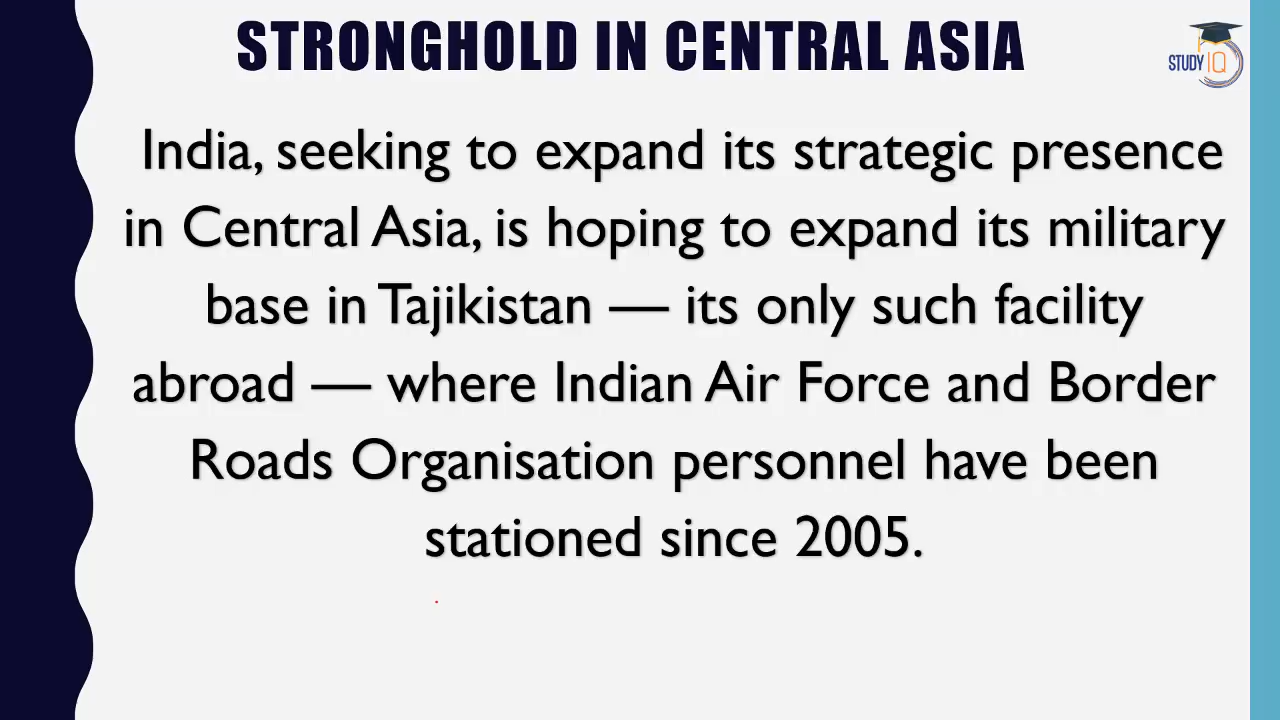 STRONGHOLD IN CENTRAL ASIA
STUDY IQ
India, seeking to expand its strategic presence
in Central Asia, is hoping to expand its military
base in Tajikistan — its only such facility
abroad — where Indian Air Force and Border
Roads Organisation personnel have been
stationed since 2005.